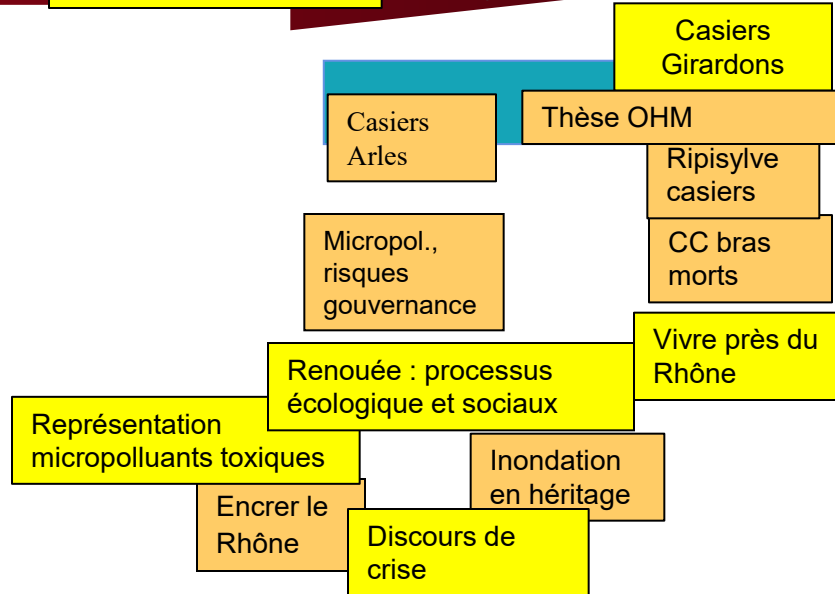 Casiers
Girardons
Casiers
Arles
Thèse OHM
Ripisylve
casiers
Micropol.,
risques
gouvernance
CC bras
morts
Vivre près du
Rhône
Renouée : processus
écologique et sociaux
Représentation
micropolluants toxiques
Inondation
en héritage
Encrer le
Rhône
Discours de
crise